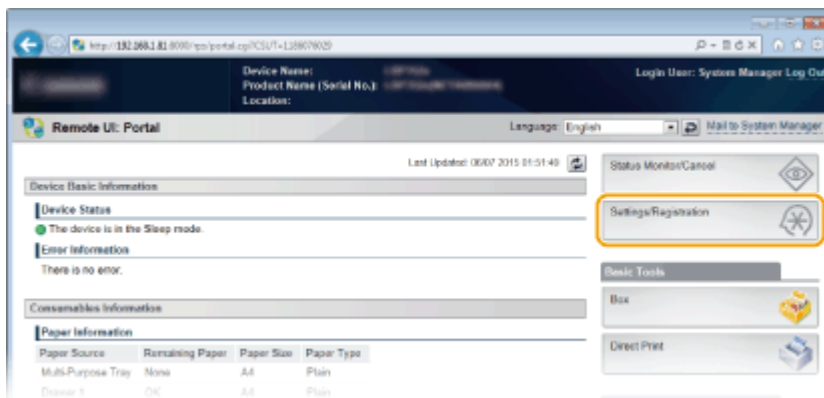 http://192.168.1.81:8000/rps/portal.cgi?CSUT=1186076029
Device Name:
Product Name (Serial No.):
Location:
Login User: System Manager Log Out
Remote UI: Portal
Language: English
Mail to System Manager
Last Updated: 06/07 2015 01:51:49
Device Basic Information
Device Status
The device is in the Sleep mode.
Error Information
There is no error.
Consumables Information
Paper Information
Paper Source Remaining Paper Paper Size Paper Type
Multi-Purpose Tray None A4 Plain
Drawer 1 OK A4 Plain
Status Monitor/Cancel
Settings/Registration
Basic Tools
Box
Direct Print